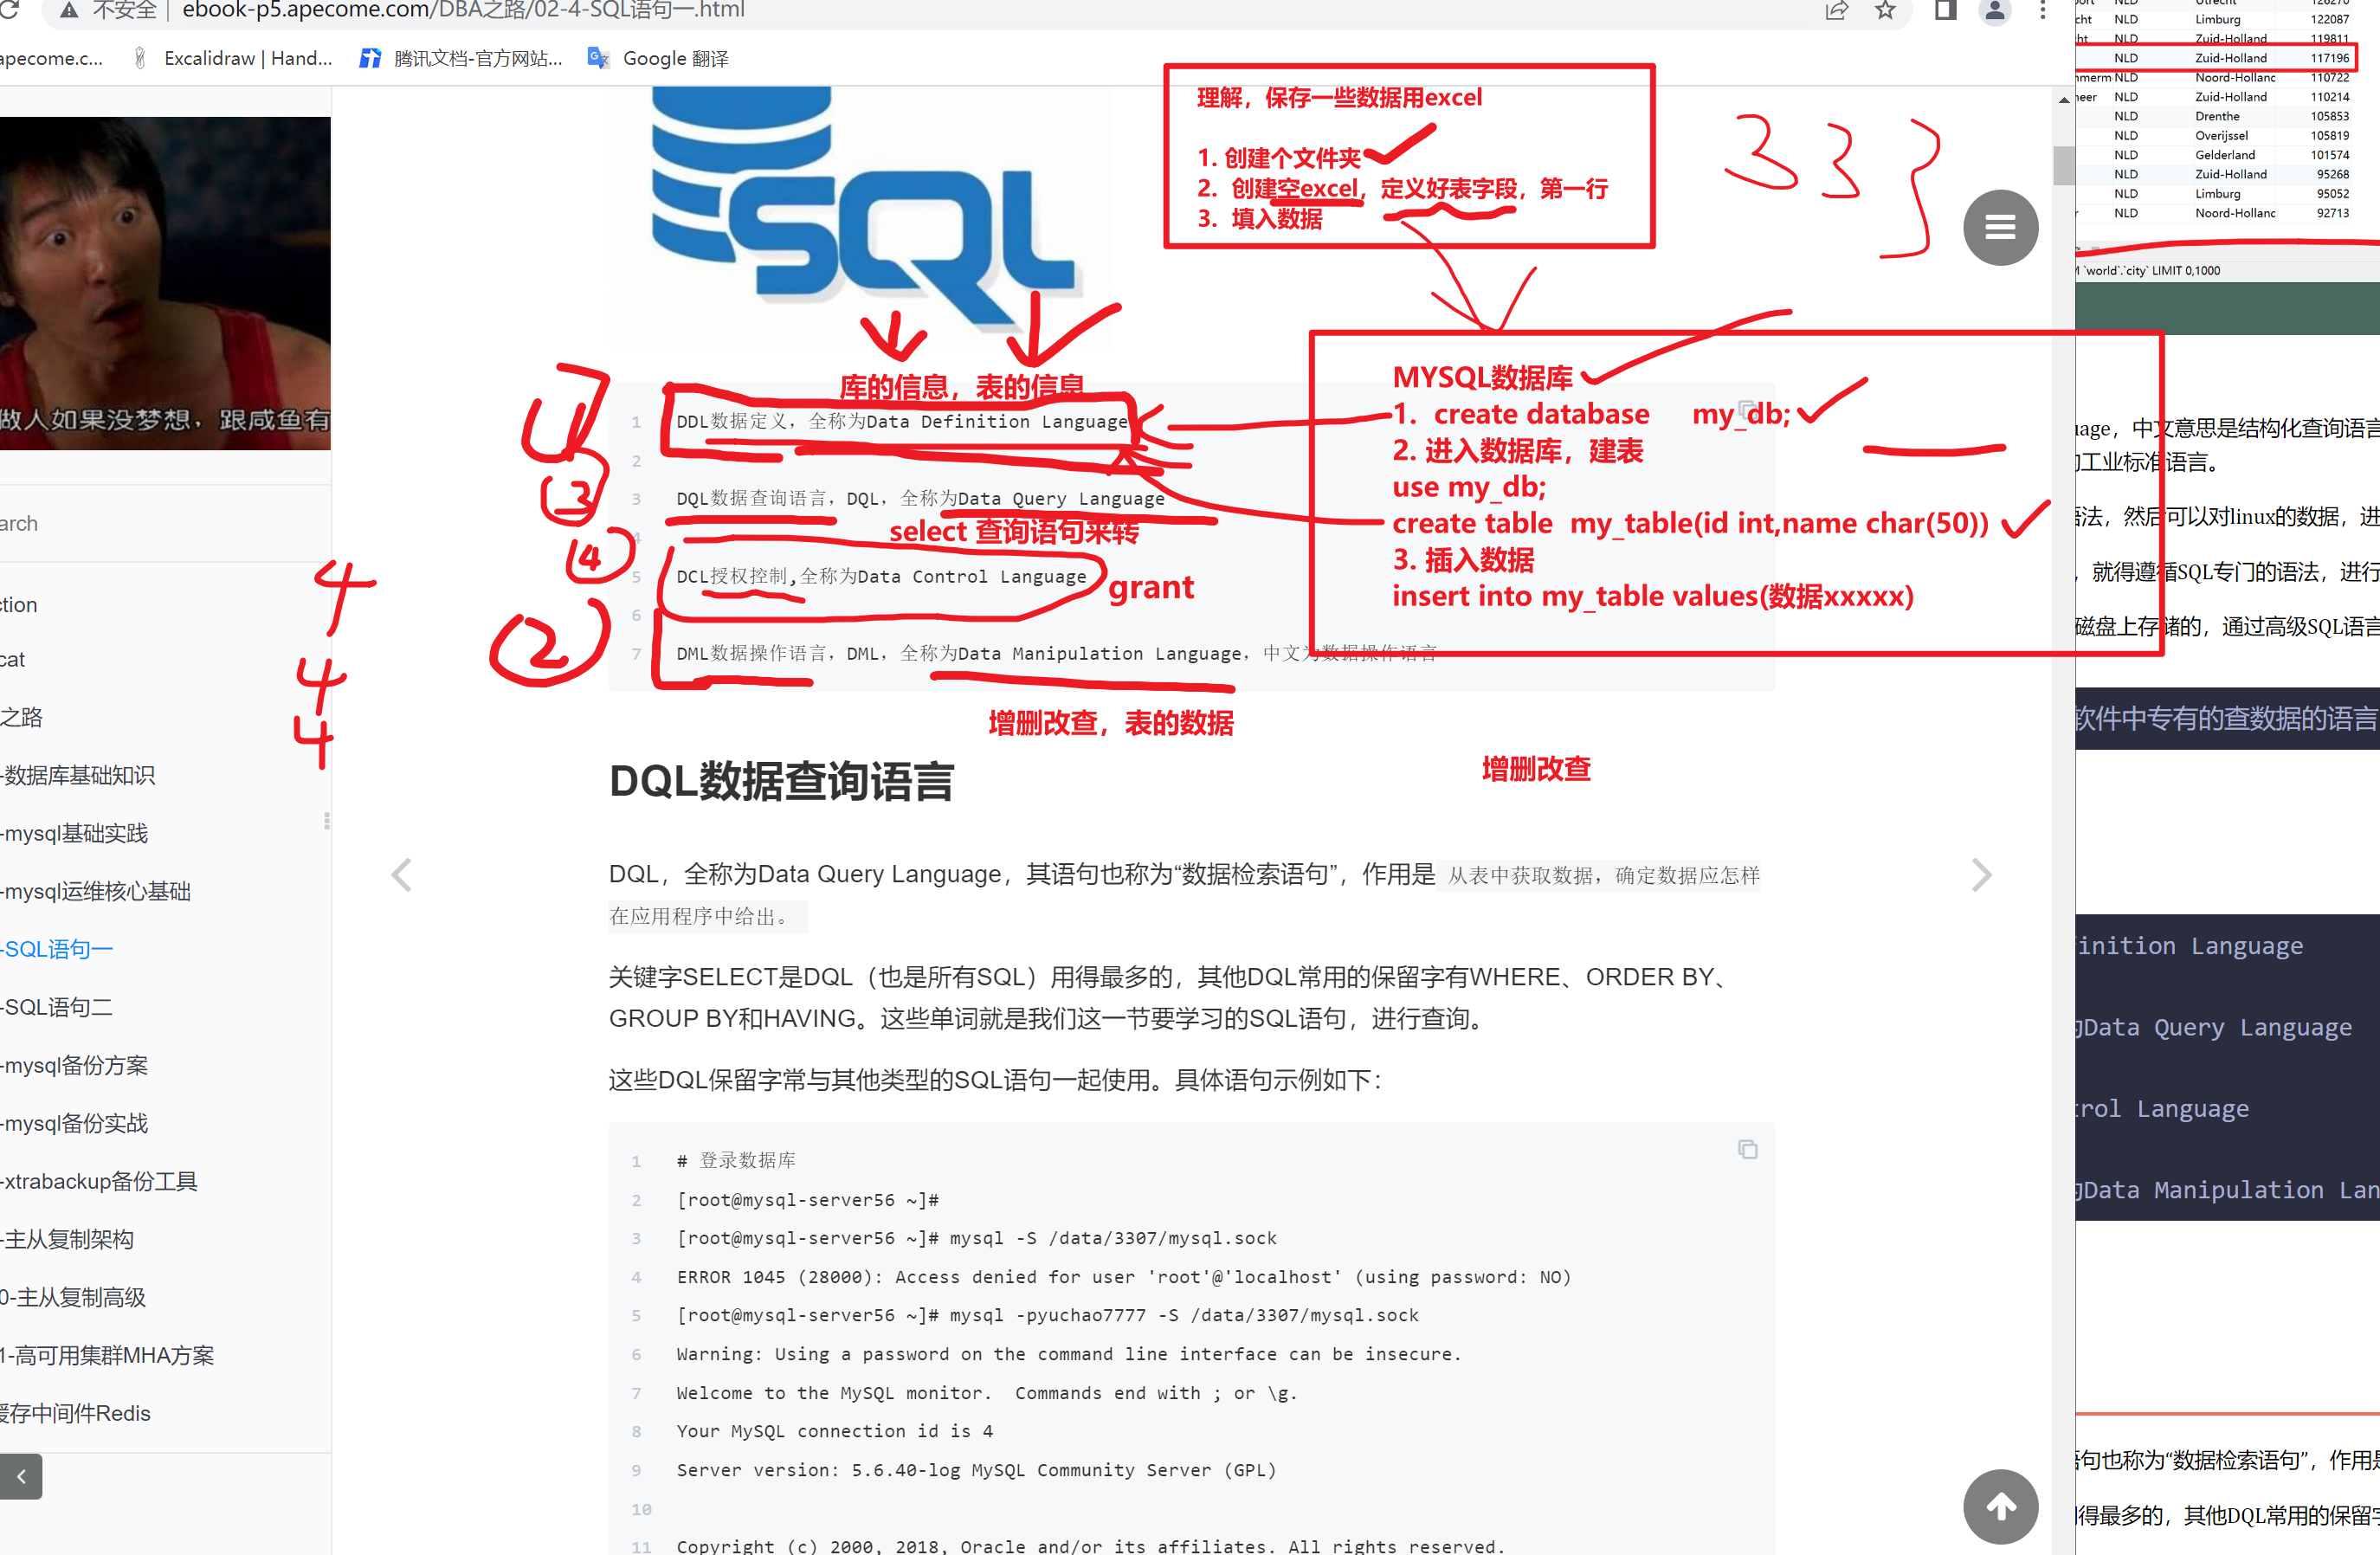 不安全 ebook-p5.apecome.com/DBA之路/02-4-SQL语句一.html
apecome.c... Excalidraw | Hand... 腾讯文档-官方网站... Google 翻译
做人如果没梦想，跟咸鱼有
arch
ction
cat
之路
-数据库基础知识
-mysql基础实践
-mysql运维核心基础
-SQL语句一
-SQL语句二
-mysql备份方案
-mysql备份实战
-xtrabackup备份工具
-主从复制架构
0-主从复制高级
1-高可用集群MHA方案
缓存中间件Redis
4
4
4
SQL
理解，保存一些数据用excel
1. 创建个文件夹
2. 创建空excel，定义好表字段，第一行
3. 填入数据
3 3
库的信息，表的信息
1 DDL数据定义，全称为Data Definition Language
2
3 DQL数据查询语言，DQL，全称为Data Query Language
select 查询语句来转
4
5 DCL授权控制,全称为Data Control Language
grant
6
7 DML数据操作语言，DML，全称为Data Manipulation Language，中文为数据操作语言
③
④
②
增删改查，表的数据
增删改查
MYSQL数据库
1. create database my_db;
2. 进入数据库，建表
use my_db;
create table my_table(id int,name char(50))
3. 插入数据
insert into my_table values(数据xxxxx)
DQL数据查询语言
DQL，全称为Data Query Language，其语句也称为“数据检索语句”，作用是 从表中获取数据，确定数据应怎样
在应用程序中给出。
关键字SELECT是DQL（也是所有SQL）用得最多的，其他DQL常用的保留字有WHERE、ORDER BY、
GROUP BY和HAVING。这些单词就是我们这一节要学习的SQL语句，进行查询。
这些DQL保留字常与其他类型的SQL语句一起使用。具体语句示例如下：
1 # 登录数据库
2 [root@mysql-server56 ~]#
3 [root@mysql-server56 ~]# mysql -S /data/3307/mysql.sock
4 ERROR 1045 (28000): Access denied for user 'root'@'localhost' (using password: NO)
5 [root@mysql-server56 ~]# mysql -pyuchao7777 -S /data/3307/mysql.sock
6 Warning: Using a password on the command line interface can be insecure.
7 Welcome to the MySQL monitor.  Commands end with ; or \g.
8 Your MySQL connection id is 4
9 Server version: 5.6.40-log MySQL Community Server (GPL)
10
11 Copyright (c) 2000, 2018, Oracle and/or its affiliates. All rights reserved.
NLD Utrecht 126270
cht NLD Limburg 122087
ht NLD Zuid-Holland 119811
NLD Zuid-Holland 117196
nmerm NLD Noord-Holland 110722
neer NLD Zuid-Holland 110214
NLD Drenthe 105853
NLD Overijssel 105819
NLD Gelderland 101574
NLD Zuid-Holland 95268
NLD Limburg 95052
r NLD Noord-Holland 92713
`world`.`city` LIMIT 0,1000
uage，中文意思是结构化查询语言
工业标准语言。
语法，然后可以对linux的数据，进
，就得遵循SQL专门的语法，进行
磁盘上存储的，通过高级SQL语言
软件中专有的查数据的语言
inition Language
Data Query Language
trol Language
Data Manipulation Lan
语句也称为“数据检索语句”，作用是
得最多的，其他DQL常用的保留字